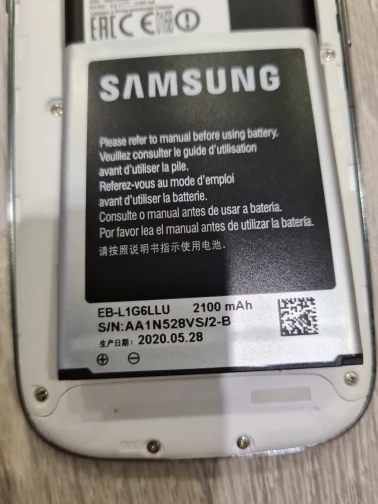 EAC CE0168
SAMSUNG
Please refer to manual before using battery.
Veuillez consulter le guide d'utilisation
avant d'utiliser la pile.
Referez-vous au mode d'emploi
avant d'utiliser la batterie.
Consulte o manual antes de usar a bateria.
Por favor lea el manual antes de utilizar la batería.
请按照说明书指示使用电池.
EB-L1G6LLU 2100 mAh
S/N:AA1N528VS/2-B
生产日期: 2020.05.28